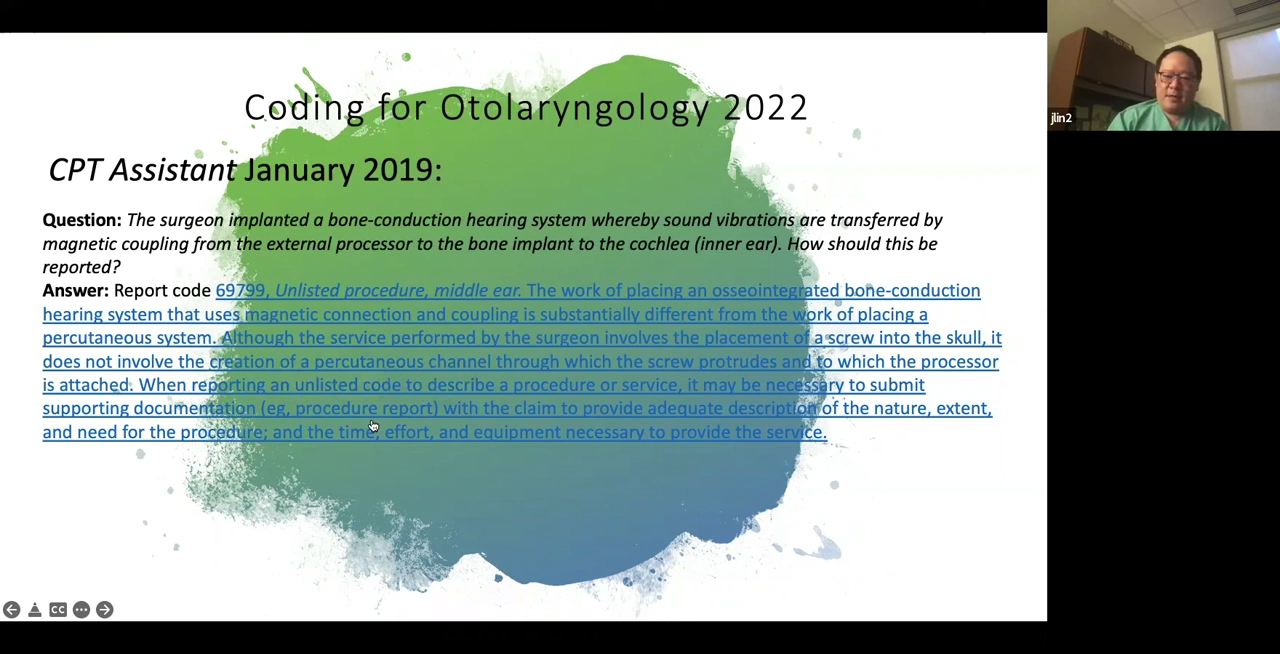 Coding for Otolaryngology 2022
CPT Assistant January 2019:
Question: The surgeon implanted a bone-conduction hearing system whereby sound vibrations are transferred by
magnetic coupling from the external processor to the bone implant to the cochlea (inner ear). How should this be
reported?
Answer: Report code 69799, Unlisted procedure, middle ear. The work of placing an osseointegrated bone-conduction
hearing system that uses magnetic connection and coupling is substantially different from the work of placing a
percutaneous system. Although the service performed by the surgeon involves the placement of a screw into the skull, it
does not involve the creation of a percutaneous channel through which the screw protrudes and to which the processor
is attached. When reporting an unlisted code to describe a procedure or service, it may be necessary to submit
supporting documentation (eg, procedure report) with the claim to provide adequate description of the nature, extent,
and need for the procedure; and the time, effort, and equipment necessary to provide the service.
jlin2
CC